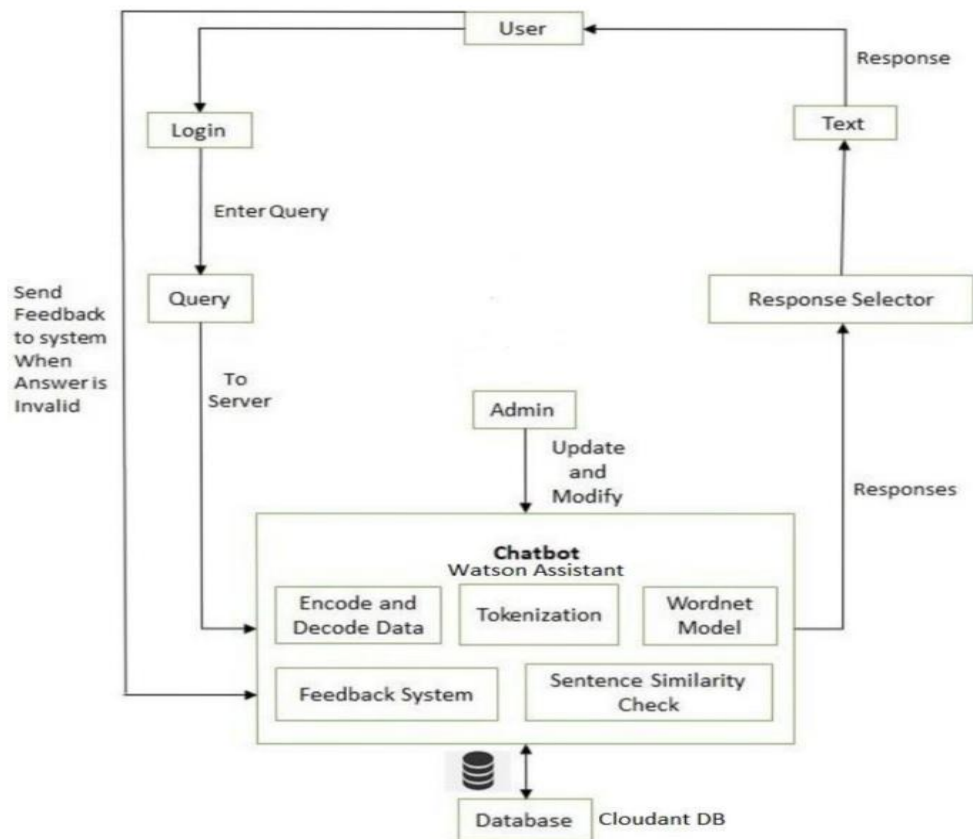 User
Response
Login
Text
Enter Query
Send
Feedback
to system
When
Answer is
Invalid
Query
Response Selector
To
Server
Admin
Update
and
Modify
Responses
Chatbot
Watson Assistant
Encode and
Decode Data
Tokenization
Wordnet
Model
Feedback System
Sentence Similarity
Check
Database
Cloudant DB